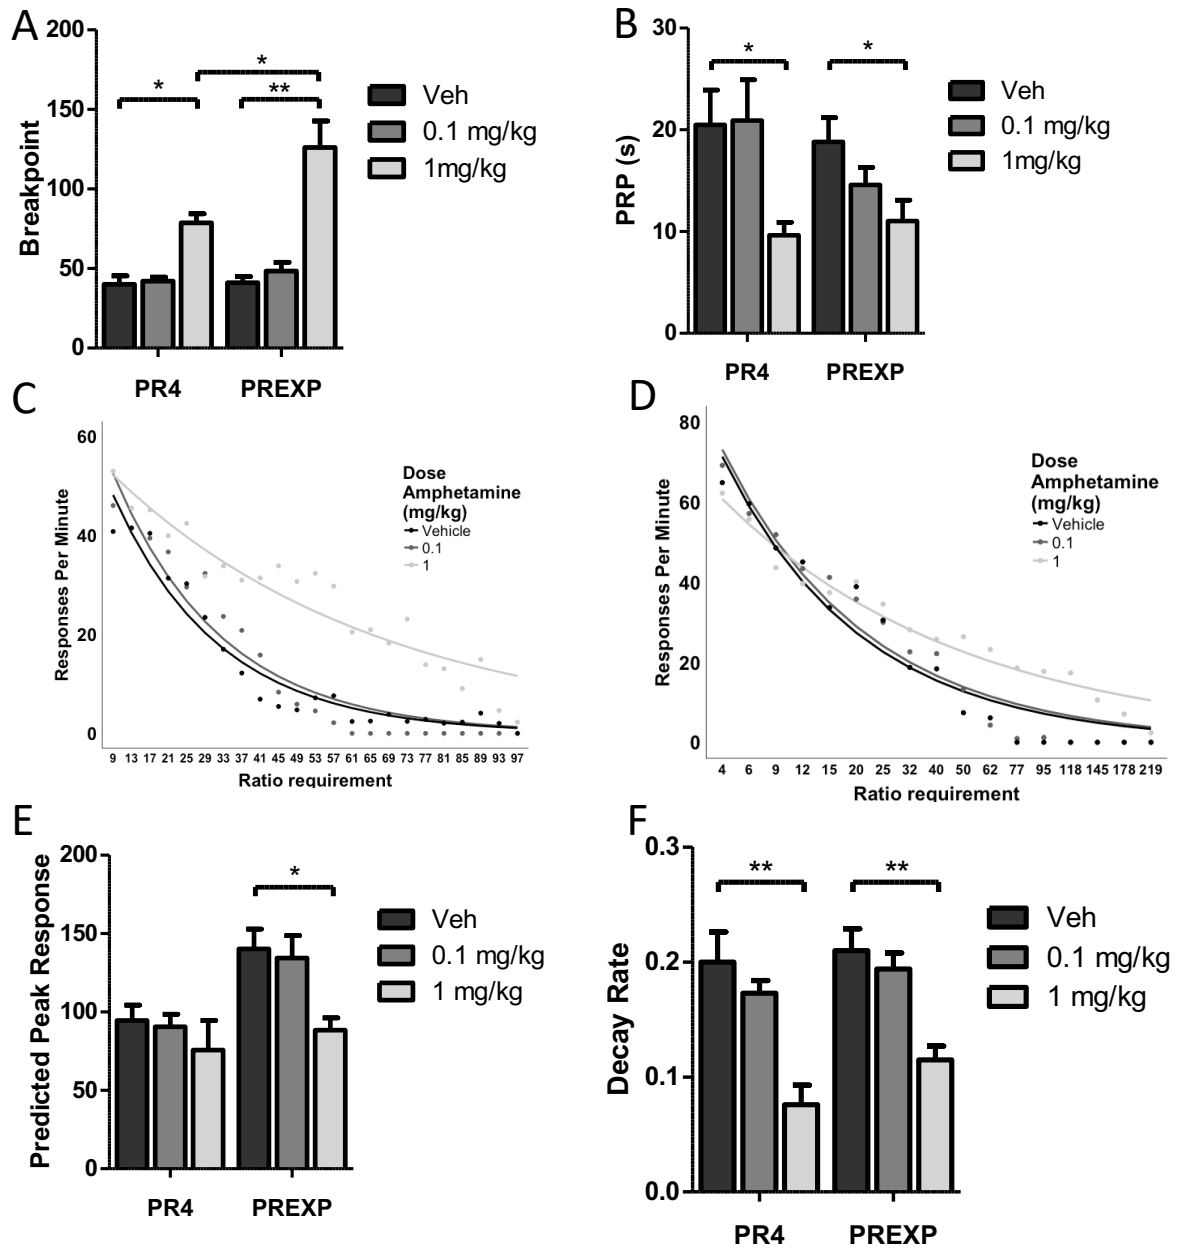 A
200
150
100
50
0
Breakpoint
*
*
**
PR4 PREXP
Veh
0.1 mg/kg
1mg/kg
B
30
20
10
0
PRP (s)
*
*
PR4 PREXP
Veh
0.1 mg/kg
1mg/kg
C
60
40
20
0
Responses Per Minute
Dose
Amphetamine
(mg/kg)
Vehicle
0.1
1
9 13 17 21 25 29 33 37 41 45 49 53 57 61 65 69 73 77 81 85 89 93 97
Ratio requirement
D
80
60
40
20
0
Responses Per Minute
Dose
Amphetamine
(mg/kg)
Vehicle
0.1
1
4 6 9 12 15 20 25 32 40 50 62 77 95 118 145 178 219
Ratio requirement
E
200
150
100
50
0
Predicted Peak Response
*
PR4 PREXP
Veh
0.1 mg/kg
1 mg/kg
F
0.3
0.2
0.1
0.0
Decay Rate
**
**
PR4 PREXP
Veh
0.1 mg/kg
1 mg/kg